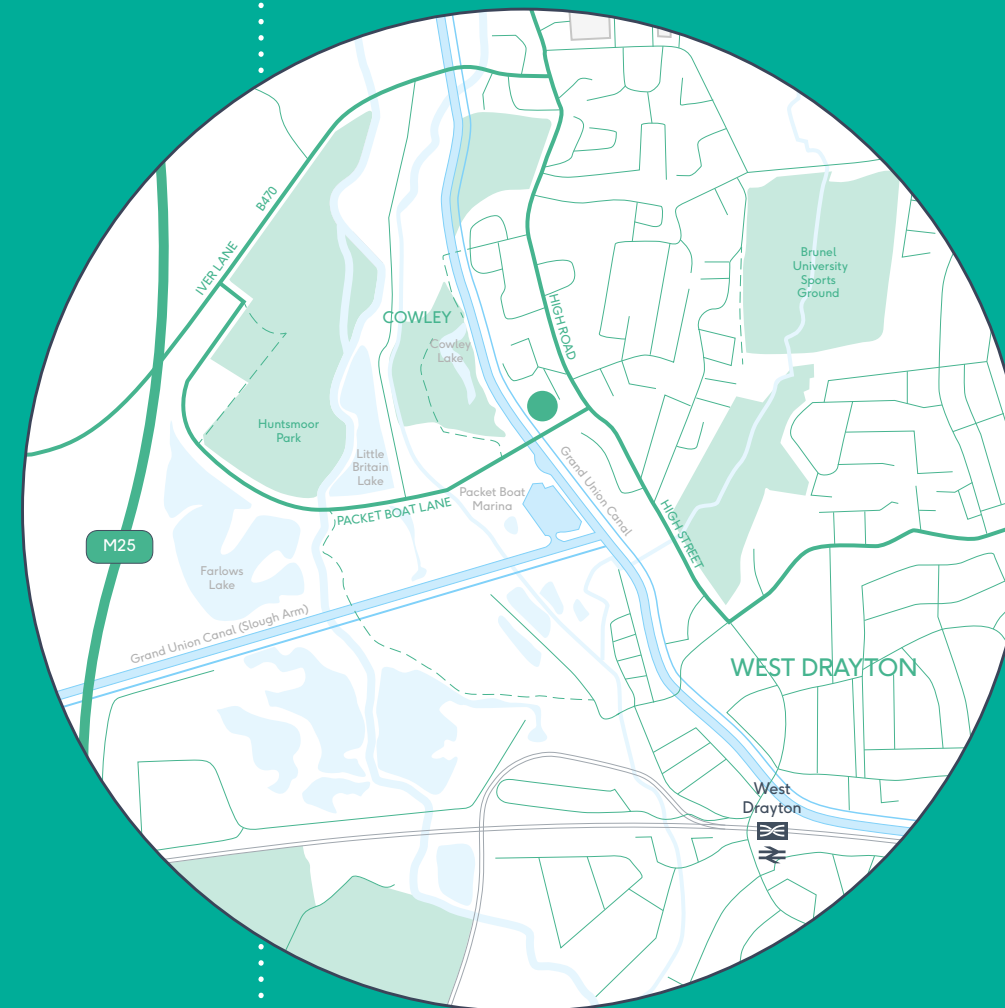 B470
IVER LANE
Brunel
University
Sports
Ground
HIGH ROAD
COWLEY
Cowley
Lake
Huntsmoor
Park
Little
Britain
Lake
Grand Union Canal
Packet Boat
Marina
PACKET BOAT LANE
HIGH STREET
M25
Farlows
Lake
Grand Union Canal (Slough Arm)
WEST DRAYTON
West
Drayton